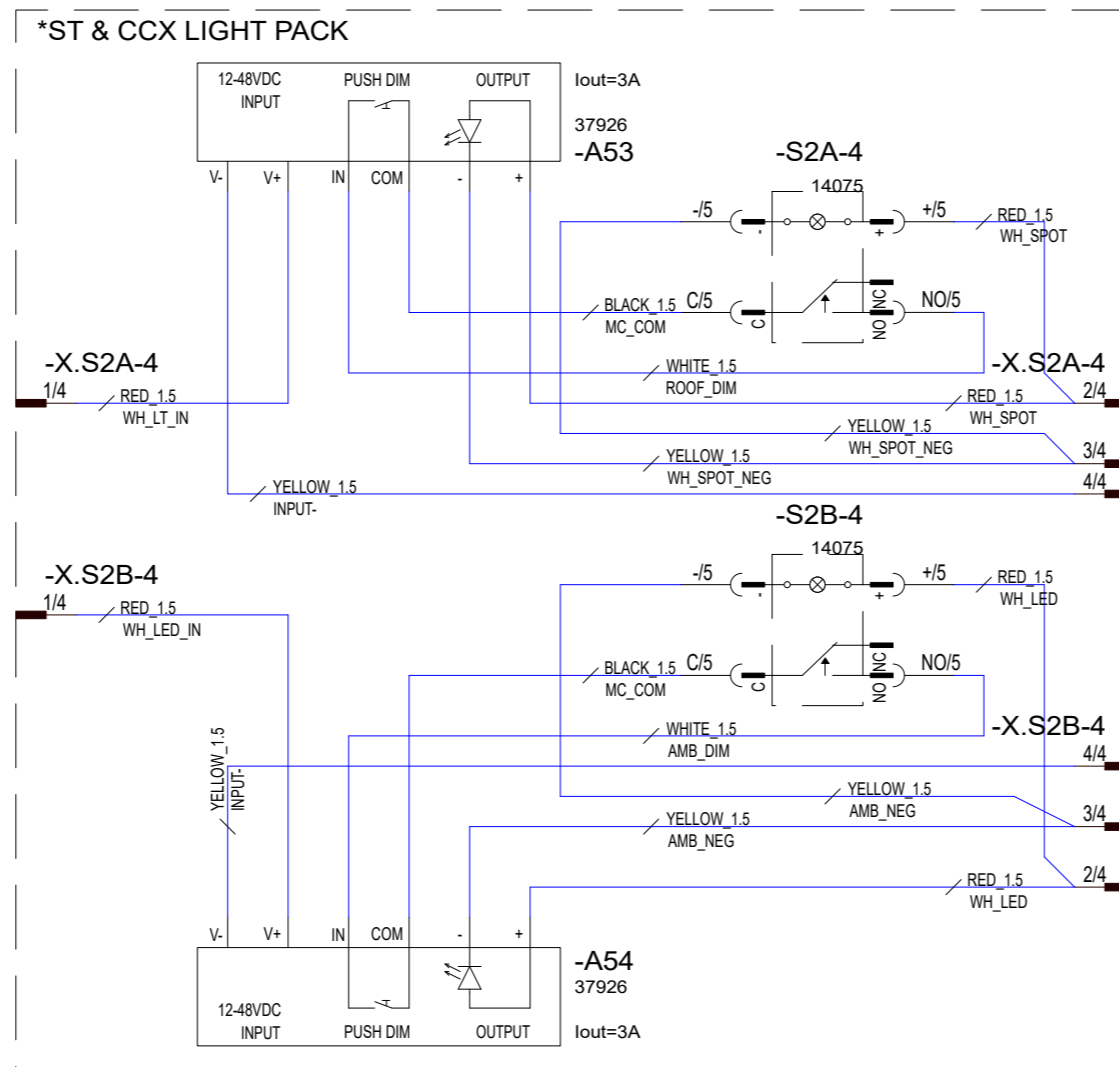 *ST & CCX LIGHT PACK
12-48VDC
INPUT
PUSH DIM
OUTPUT
Iout=3A
37926
-A53
V-
V+
IN
COM
-
+
-S2A-4
14075
-/5
-
+
+/5
RED_1.5
WH_SPOT
BLACK_1.5
MC_COM
C/5
C
NO
NC
NO/5
WHITE_1.5
ROOF_DIM
-X.S2A-4
1/4
RED_1.5
WH_LT_IN
-X.S2A-4
RED_1.5
WH_SPOT
2/4
YELLOW_1.5
WH_SPOT_NEG
3/4
YELLOW_1.5
WH_SPOT_NEG
4/4
YELLOW_1.5
INPUT-
-S2B-4
14075
-/5
-
+
+/5
RED_1.5
WH_LED
-X.S2B-4
1/4
RED_1.5
WH_LED_IN
BLACK_1.5
MC_COM
C/5
C
NO
NC
NO/5
WHITE_1.5
AMB_DIM
-X.S2B-4
4/4
YELLOW_1.5
INPUT-
YELLOW_1.5
AMB_NEG
3/4
YELLOW_1.5
AMB_NEG
2/4
RED_1.5
WH_LED
V-
V+
IN
COM
-
+
-A54
37926
12-48VDC
INPUT
PUSH DIM
OUTPUT
Iout=3A